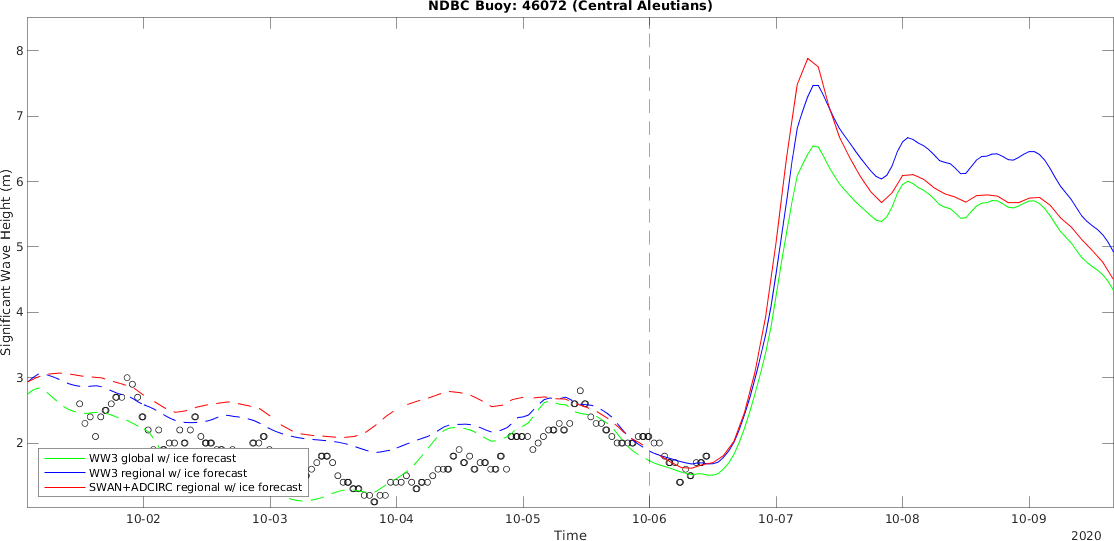 NDBC Buoy: 46072 (Central Aleutians)
8
7
6
5
4
3
2
Significant Wave Height (m)
WW3 global w/ ice forecast
WW3 regional w/ ice forecast
SWAN+ADCIRC regional w/ ice forecast
10-02 10-03 10-04 10-05 10-06 10-07 10-08 10-09
Time
2020